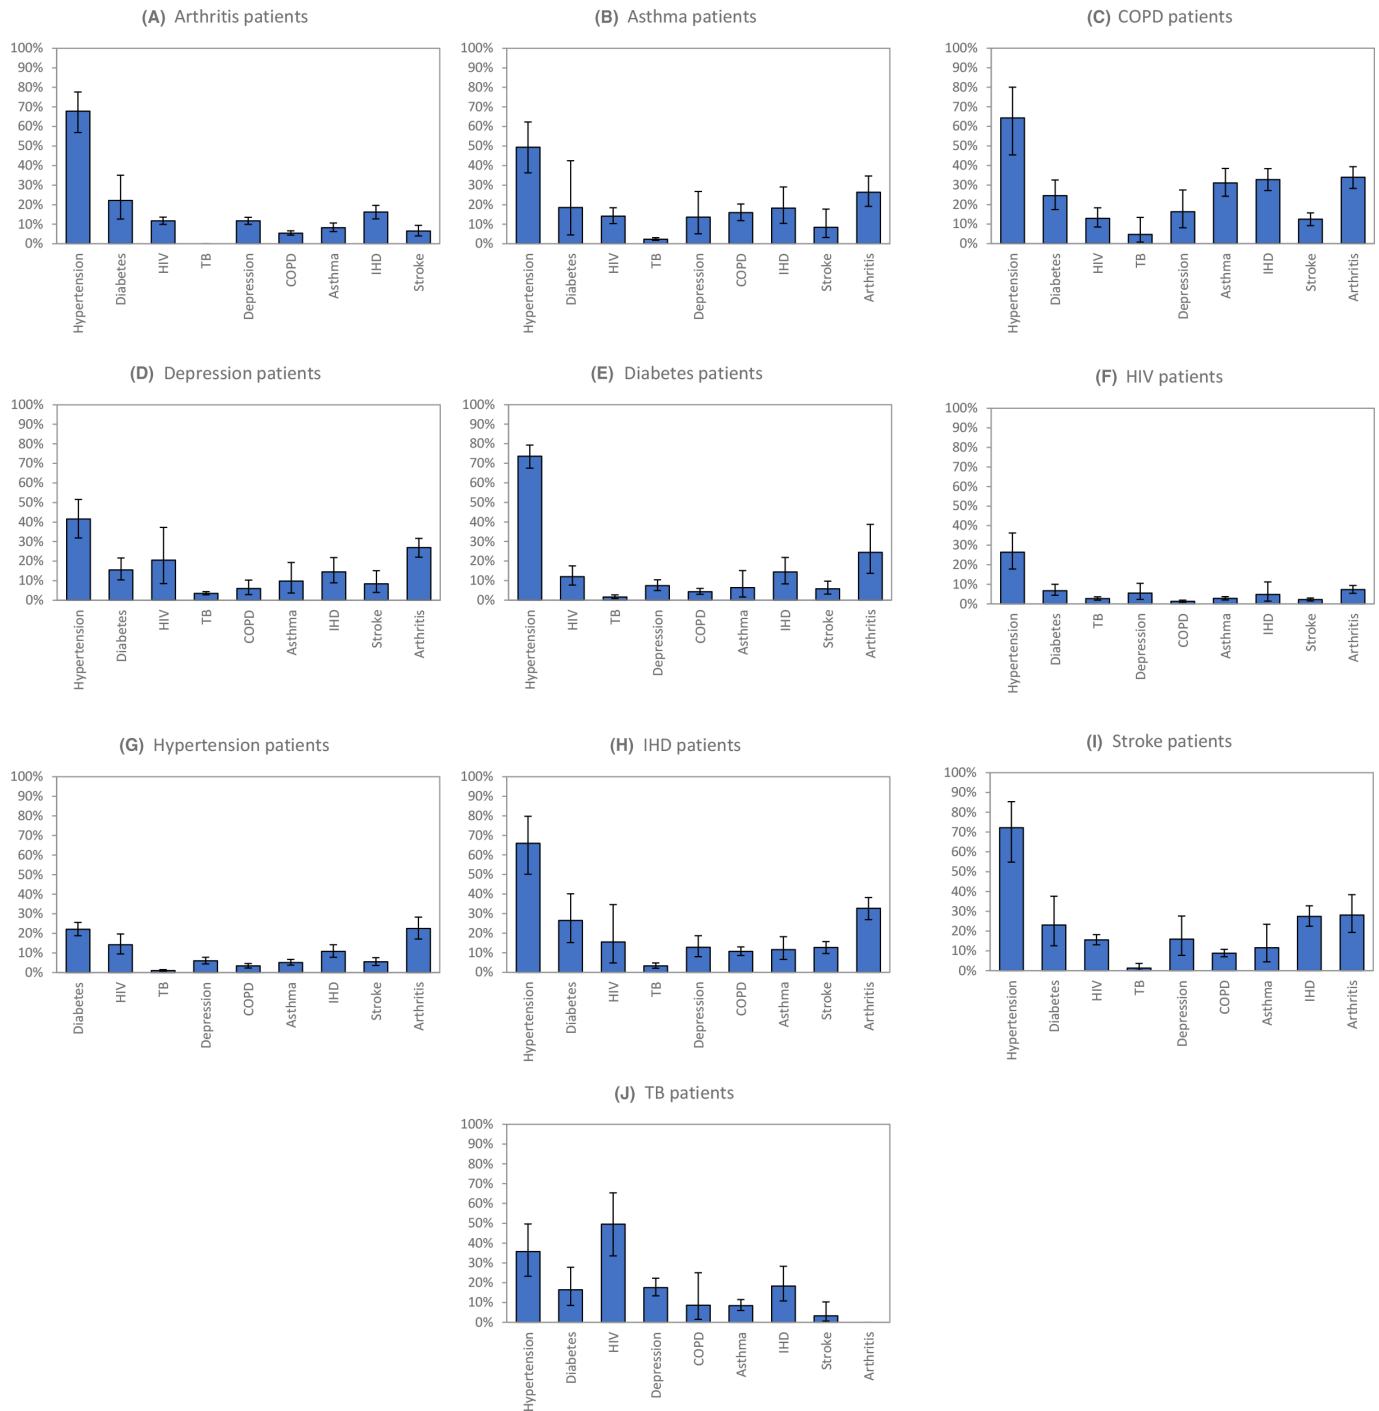 (A) Arthritis patients
100%
90%
80%
70%
60%
50%
40%
30%
20%
10%
0%
Hypertension
Diabetes
HIV
TB
Depression
COPD
Asthma
IHD
Stroke
(B) Asthma patients
100%
90%
80%
70%
60%
50%
40%
30%
20%
10%
0%
Hypertension
Diabetes
HIV
TB
Depression
COPD
IHD
Stroke
Arthritis
(C) COPD patients
100%
90%
80%
70%
60%
50%
40%
30%
20%
10%
0%
Hypertension
Diabetes
HIV
TB
Depression
Asthma
IHD
Stroke
Arthritis
(D) Depression patients
100%
90%
80%
70%
60%
50%
40%
30%
20%
10%
0%
Hypertension
Diabetes
HIV
TB
COPD
Asthma
IHD
Stroke
Arthritis
(E) Diabetes patients
100%
90%
80%
70%
60%
50%
40%
30%
20%
10%
0%
Hypertension
HIV
TB
Depression
COPD
Asthma
IHD
Stroke
Arthritis
(F) HIV patients
100%
90%
80%
70%
60%
50%
40%
30%
20%
10%
0%
Hypertension
Diabetes
TB
Depression
COPD
Asthma
IHD
Stroke
Arthritis
(G) Hypertension patients
100%
90%
80%
70%
60%
50%
40%
30%
20%
10%
0%
Diabetes
HIV
TB
Depression
COPD
Asthma
IHD
Stroke
Arthritis
(H) IHD patients
100%
90%
80%
70%
60%
50%
40%
30%
20%
10%
0%
Hypertension
Diabetes
HIV
TB
Depression
COPD
Asthma
Stroke
Arthritis
(I) Stroke patients
100%
90%
80%
70%
60%
50%
40%
30%
20%
10%
0%
Hypertension
Diabetes
HIV
TB
Depression
COPD
Asthma
IHD
Arthritis
(J) TB patients
100%
90%
80%
70%
60%
50%
40%
30%
20%
10%
0%
Hypertension
Diabetes
HIV
Depression
COPD
Asthma
IHD
Stroke
Arthritis